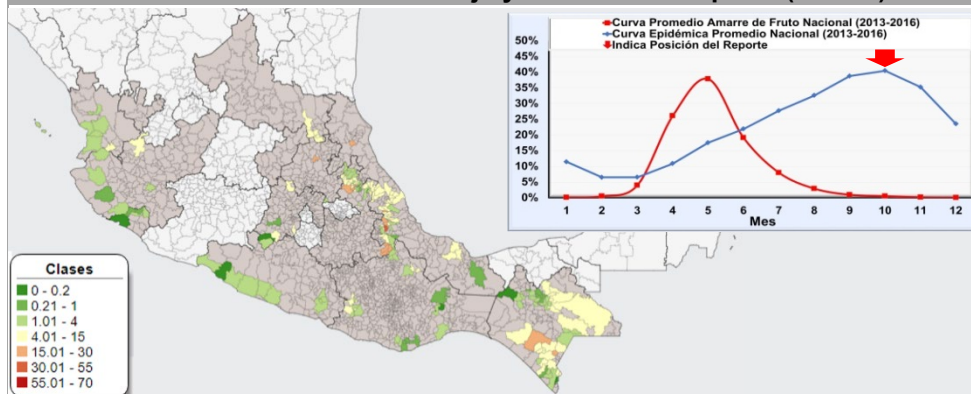 Curva Promedio Amarre de Fruto Nacional (2013-2016)
Curva Epidémica Promedio Nacional (2013-2016)
Indica Posición del Reporte
50%
45%
40%
35%
30%
25%
20%
15%
10%
5%
0%
1 2 3 4 5 6 7 8 9 10 11 12
Mes
Clases
0 - 0.2
0.21 - 1
1.01 - 4
4.01 - 15
15.01 - 30
30.01 - 55
55.01 - 70